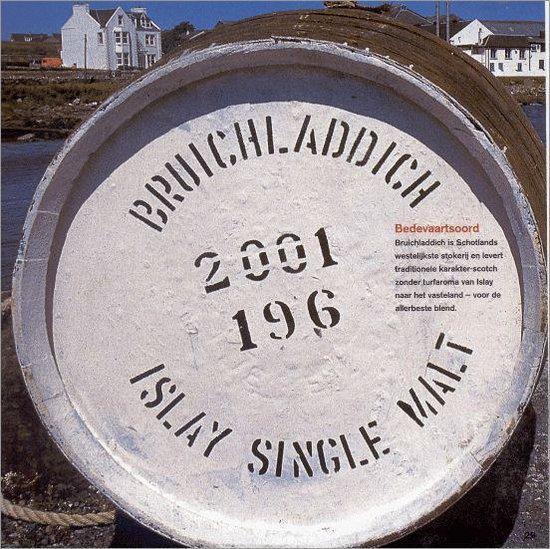 BRUICHLADDICH
2001
196
ISLAY SINGLE MALT
Bedevaartsoord
Bruichladdich is Schotlands
westelijkste stokerij en levert
traditionele karakter-scotch
zonder turfaroma van Islay
naar het vasteland – voor de
allerbeste blend.
29